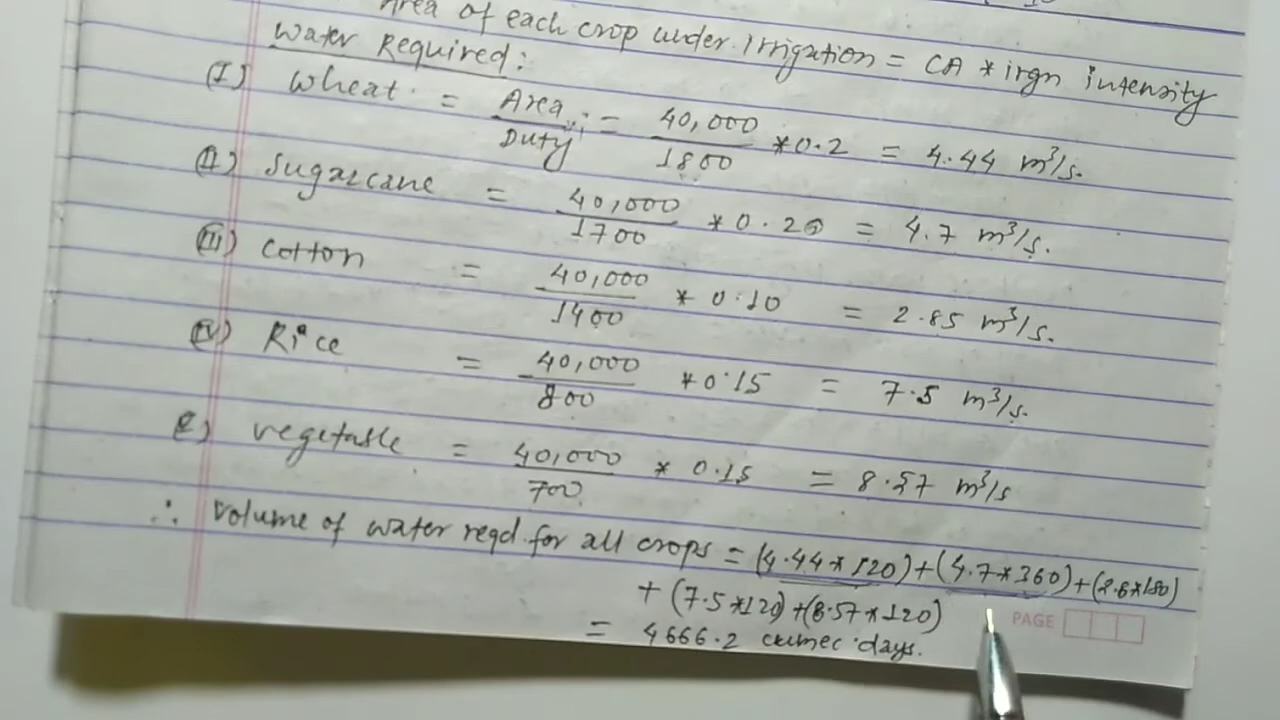 Area of each crop under irrigation = CA * irgn intensity
Water Required:
(I) Wheat = Area / Duty = 40,000 / 1800 * 0.2 = 4.44 m³/s.
(II) Sugarcane = 40,000 / 1700 * 0.20 = 4.7 m³/s.
(III) Cotton = 40,000 / 1400 * 0.10 = 2.85 m³/s.
(IV) Rice = 40,000 / 800 * 0.15 = 7.5 m³/s.
vegetable = 40,000 / 700 * 0.15 = 8.57 m³/s
∴ Volume of water reqd. for all crops = (4.44*120)+(4.7*360)+(2.8*180)
+ (7.5*120)+(8.57*120)
PAGE
= 4666.2 cumec days.